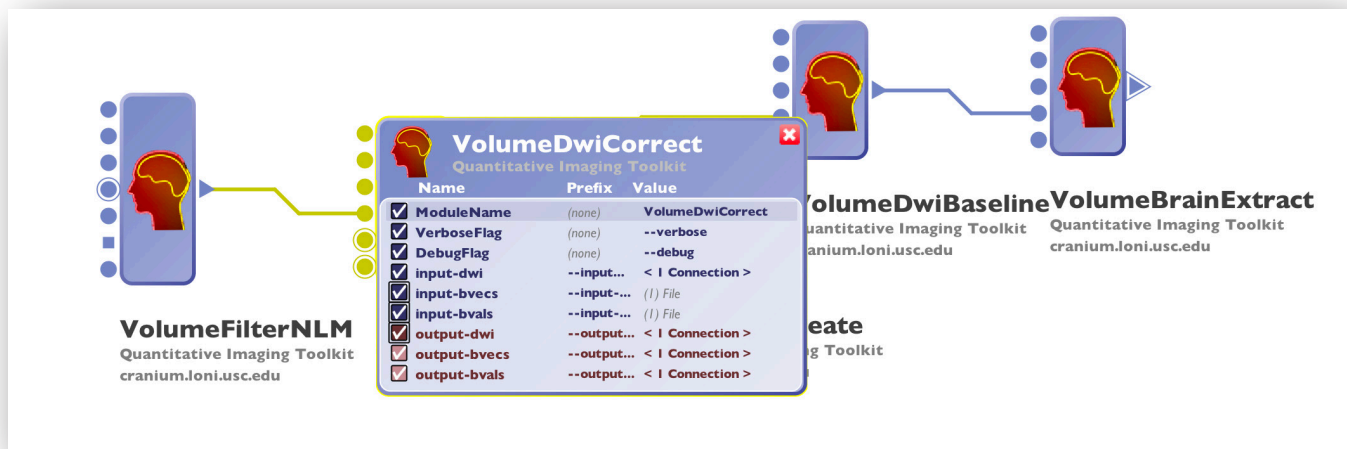 VolumeFilterNLM
Quantitative Imaging Toolkit
cranium.loni.usc.edu
VolumeDwiCorrect
Quantitative Imaging Toolkit
Name Prefix Value
ModuleName (none) VolumeDwiCorrect
VerboseFlag (none) --verbose
DebugFlag (none) --debug
input-dwi --input... < 1 Connection >
input-bvecs --input-... (1) File
input-bvals --input-... (1) File
output-dwi --output... < 1 Connection >
output-bvecs --output... < 1 Connection >
output-bvals --output... < 1 Connection >
VolumeDwiBaseline
Quantitative Imaging Toolkit
cranium.loni.usc.edu
eate
g Toolkit
VolumeBrainExtract
Quantitative Imaging Toolkit
cranium.loni.usc.edu